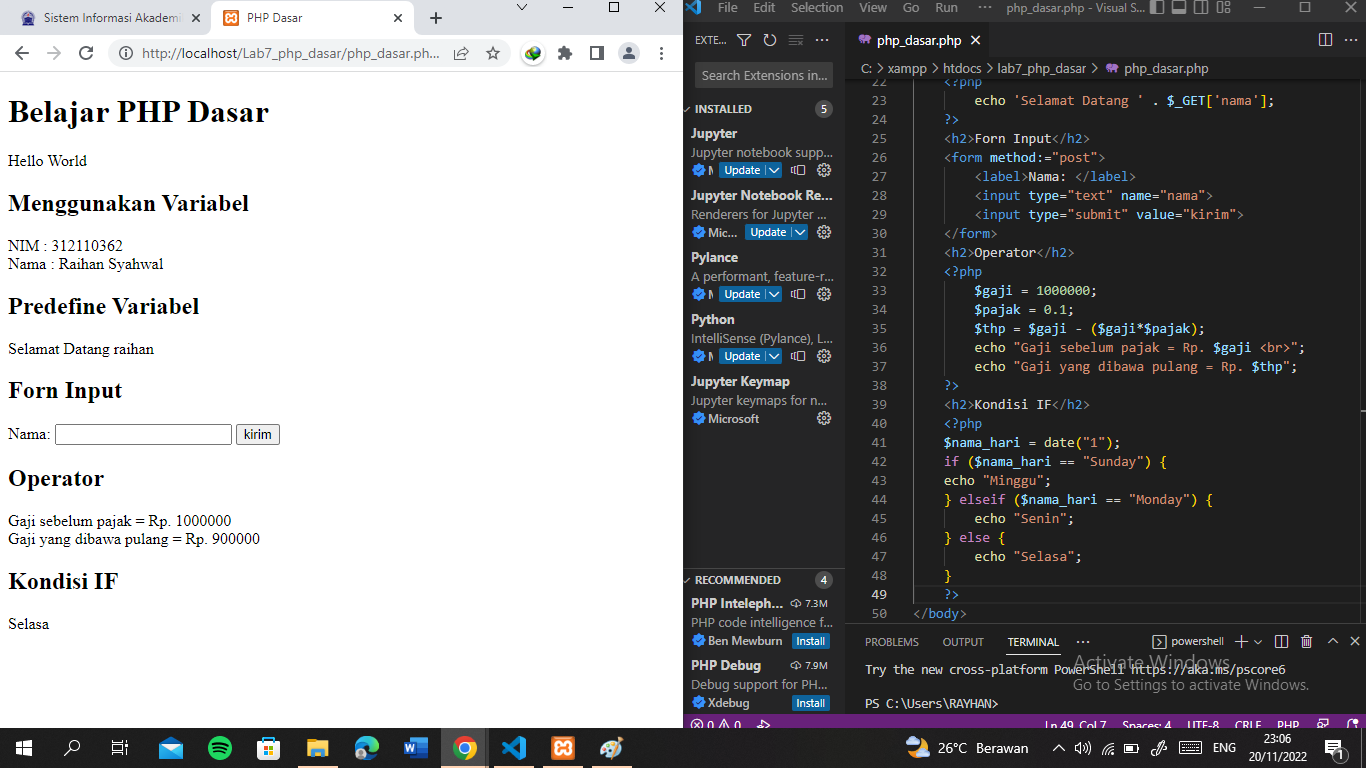 Sistem Informasi Akademi
PHP Dasar
http://localhost/Lab7_php_dasar/php_dasar.ph...
Belajar PHP Dasar
Hello World
Menggunakan Variabel
NIM : 312110362
Nama : Raihan Syahwal
Predefine Variabel
Selamat Datang raihan
Forn Input
Nama:
kirim
Operator
Gaji sebelum pajak = Rp. 1000000
Gaji yang dibawa pulang = Rp. 900000
Kondisi IF
Selasa
File Edit Selection View Go Run ··· php_dasar.php - Visual S...
EXTE...
Search Extensions in...
INSTALLED 5
Jupyter
Jupyter notebook supp...
Update
Jupyter Notebook Re...
Renderers for Jupyter ...
Mic... Update
Pylance
A performant, feature-r...
Update
Python
IntelliSense (Pylance), L...
Update
Jupyter Keymap
Jupyter keymaps for n...
Microsoft
RECOMMENDED 4
PHP Inteleph... 7.3M
PHP code intelligence f...
Ben Mewburn Install
PHP Debug 7.9M
Debug support for PH...
Xdebug Install
php_dasar.php
C: > xampp > htdocs > lab7_php_dasar > php_dasar.php
22 <?php
23 echo 'Selamat Datang ' . $_GET['nama'];
24 ?>
25 <h2>Forn Input</h2>
26 <form method:="post">
27 <label>Nama: </label>
28 <input type="text" name="nama">
29 <input type="submit" value="kirim">
30 </form>
31 <h2>Operator</h2>
32 <?php
33 $gaji = 1000000;
34 $pajak = 0.1;
35 $thp = $gaji - ($gaji*$pajak);
36 echo "Gaji sebelum pajak = Rp. $gaji <br>";
37 echo "Gaji yang dibawa pulang = Rp. $thp";
38 ?>
39 <h2>Kondisi IF</h2>
40 <?php
41 $nama_hari = date("1");
42 if ($nama_hari == "Sunday") {
43 echo "Minggu";
44 } elseif ($nama_hari == "Monday") {
45 echo "Senin";
46 } else {
47 echo "Selasa";
48 }
49 ?>
50 </body>
PROBLEMS OUTPUT TERMINAL ··· powershell
Try the new cross-platform PowerShell https://aka.ms/pscore6
PS C:\Users\RAYHAN>
Activate Windows
Go to Settings to activate Windows.
0 0 Ln 49, Col 7 Spaces: 4 UTF-8 CRLF PHP
26°C Berawan ENG 23:06
20/11/2022
1